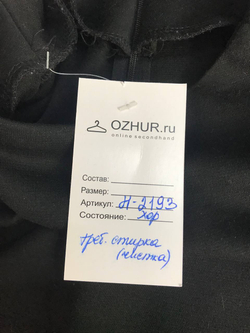 OZHUR.ru
online secondhand
Состав:
Размер:
Артикул: Н-2193
Состояние: Хор
треб. стирка
(чистка)